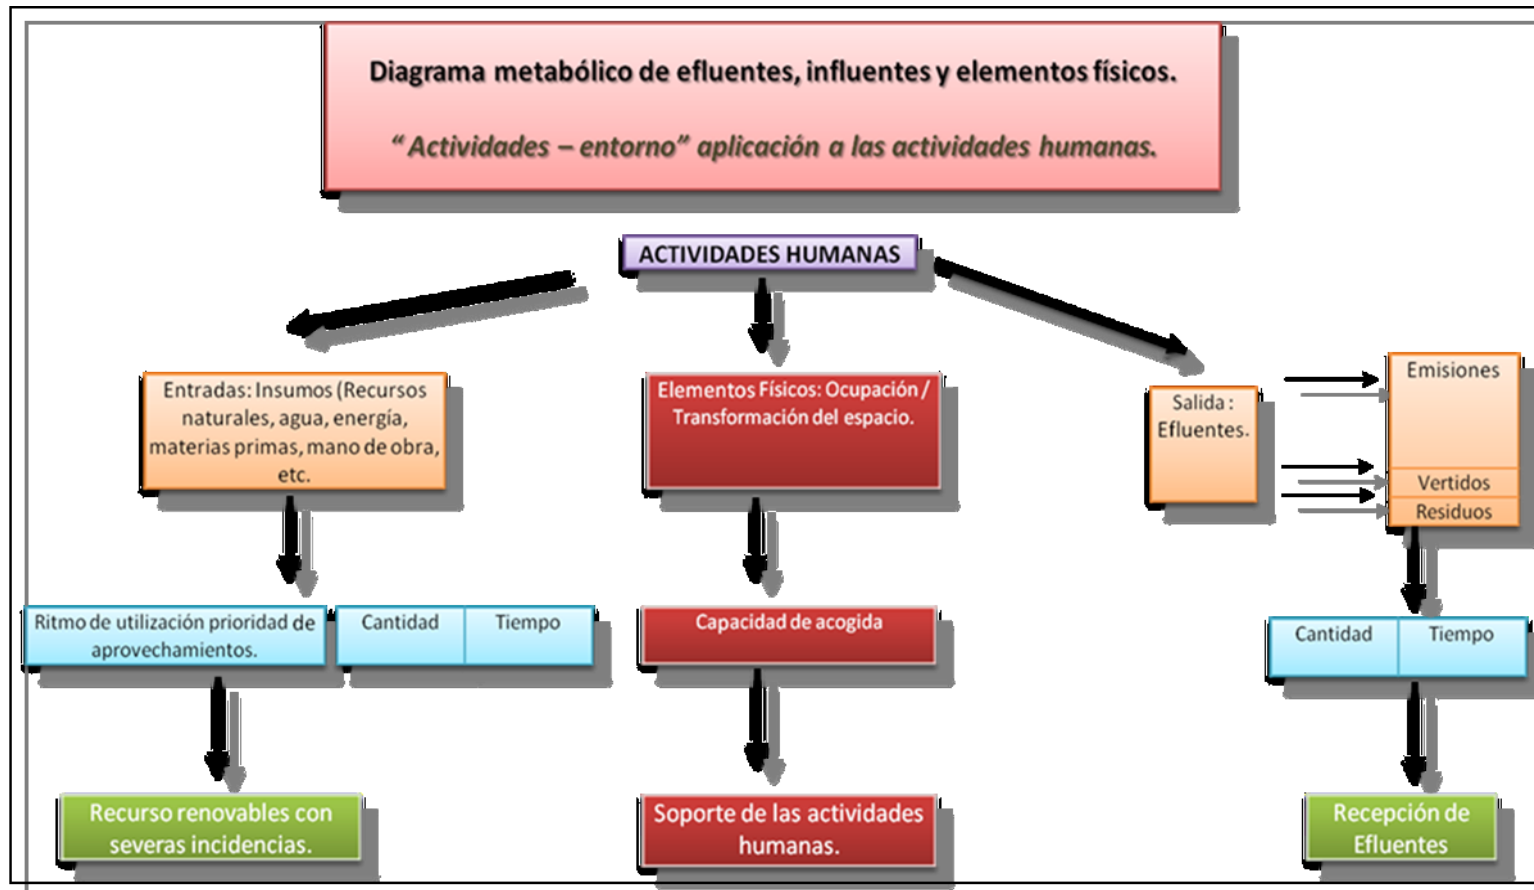 Diagrama metabólico de efluentes, influentes y elementos físicos.
“ Actividades – entorno” aplicación a las actividades humanas.
ACTIVIDADES HUMANAS
Entradas: Insumos (Recursos
naturales, agua, energía,
materias primas, mano de obra,
etc.
Elementos Físicos: Ocupación /
Transformación del espacio.
Salida :
Efluentes.
Emisiones
Vertidos
Residuos
Ritmo de utilización prioridad de
aprovechamientos.
Cantidad
Tiempo
Capacidad de acogida
Cantidad
Tiempo
Recurso renovables con
severas incidencias.
Soporte de las actividades
humanas.
Recepción de
Efluentes